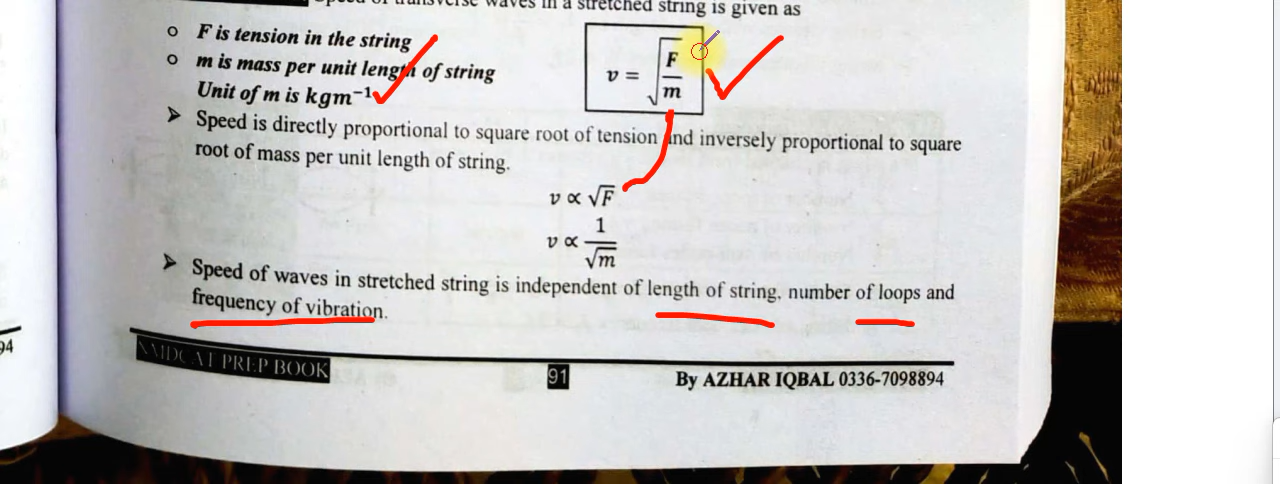 Speed of transverse waves in a stretched string is given as
○ F is tension in the string
○ m is mass per unit length of string
Unit of m is kgm⁻¹
v = √(F/m)
➤ Speed is directly proportional to square root of tension and inversely proportional to square
root of mass per unit length of string.
v ∝ √F
v ∝ 1/√m
➤ Speed of waves in stretched string is independent of length of string, number of loops and
frequency of vibration.
94
NMDCAT PREP BOOK
91
By AZHAR IQBAL 0336-7098894